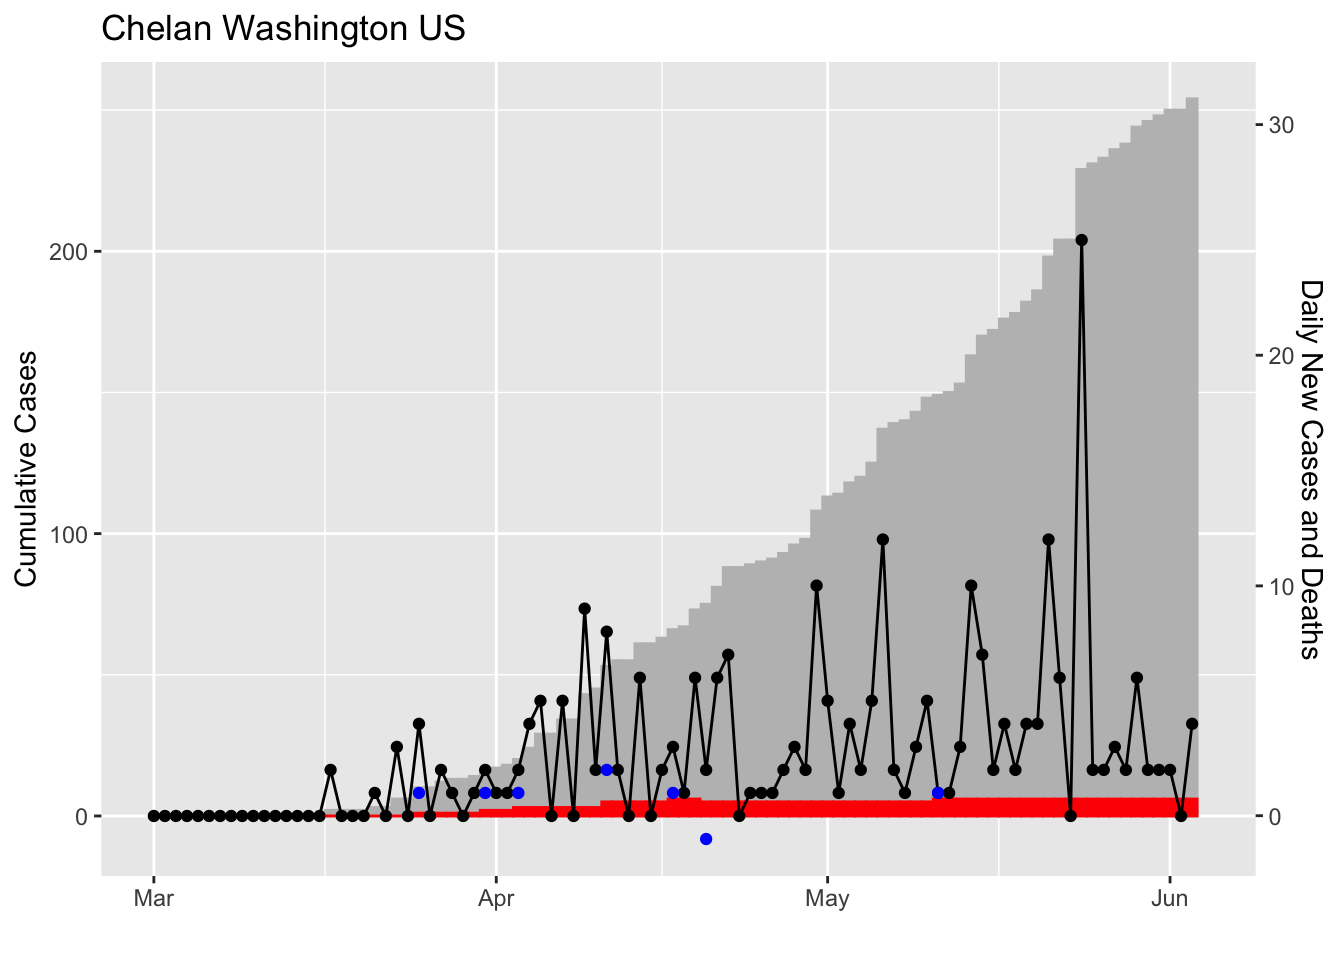 Chelan Washington US
Cumulative Cases
200
100
0
30
20
10
0
Daily New Cases and Deaths
Mar
Apr
May
Jun